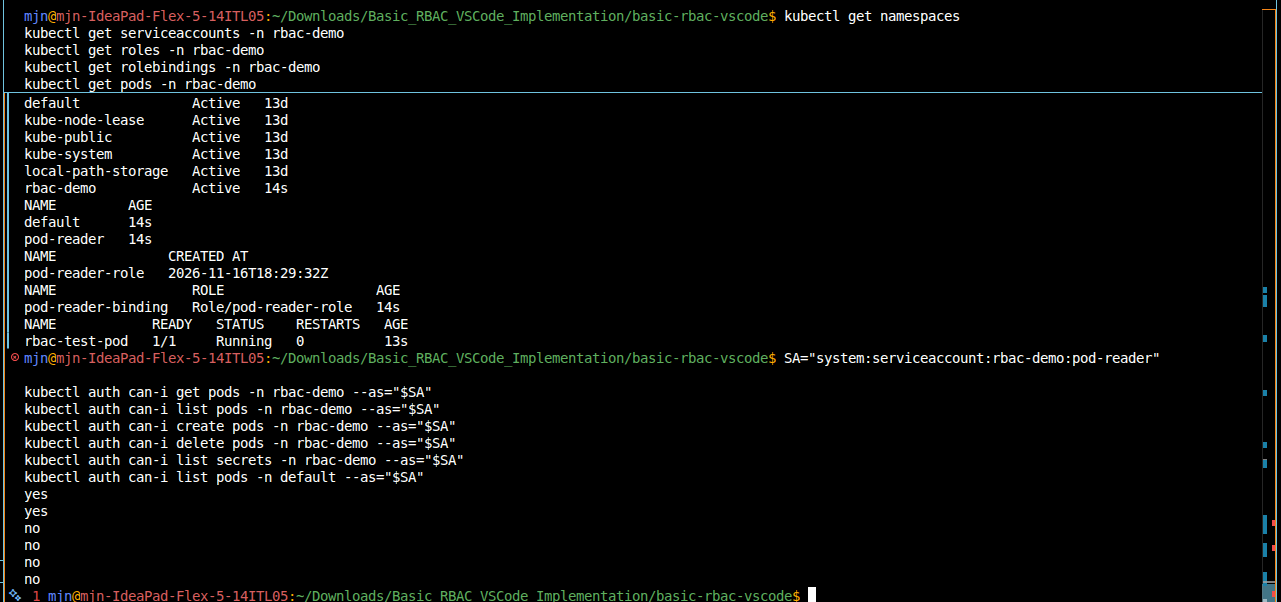 mjn@mjn-IdeaPad-Flex-5-14ITL05:~/Downloads/Basic_RBAC_VSCode_Implementation/basic-rbac-vscode$ kubectl get namespaces
kubectl get serviceaccounts -n rbac-demo
kubectl get roles -n rbac-demo
kubectl get rolebindings -n rbac-demo
kubectl get pods -n rbac-demo
default              Active   13d
kube-node-lease      Active   13d
kube-public          Active   13d
kube-system          Active   13d
local-path-storage   Active   13d
rbac-demo            Active   14s
NAME         AGE
default      14s
pod-reader   14s
NAME              CREATED AT
pod-reader-role   2026-11-16T18:29:32Z
NAME                 ROLE                   AGE
pod-reader-binding   Role/pod-reader-role   14s
NAME            READY   STATUS    RESTARTS   AGE
rbac-test-pod   1/1     Running   0          13s
mjn@mjn-IdeaPad-Flex-5-14ITL05:~/Downloads/Basic_RBAC_VSCode_Implementation/basic-rbac-vscode$ SA="system:serviceaccount:rbac-demo:pod-reader"
kubectl auth can-i get pods -n rbac-demo --as="$SA"
kubectl auth can-i list pods -n rbac-demo --as="$SA"
kubectl auth can-i create pods -n rbac-demo --as="$SA"
kubectl auth can-i delete pods -n rbac-demo --as="$SA"
kubectl auth can-i list secrets -n rbac-demo --as="$SA"
kubectl auth can-i list pods -n default --as="$SA"
yes
yes
no
no
no
no
1 mjn@mjn-IdeaPad-Flex-5-14ITL05:~/Downloads/Basic_RBAC_VSCode_Implementation/basic-rbac-vscode$